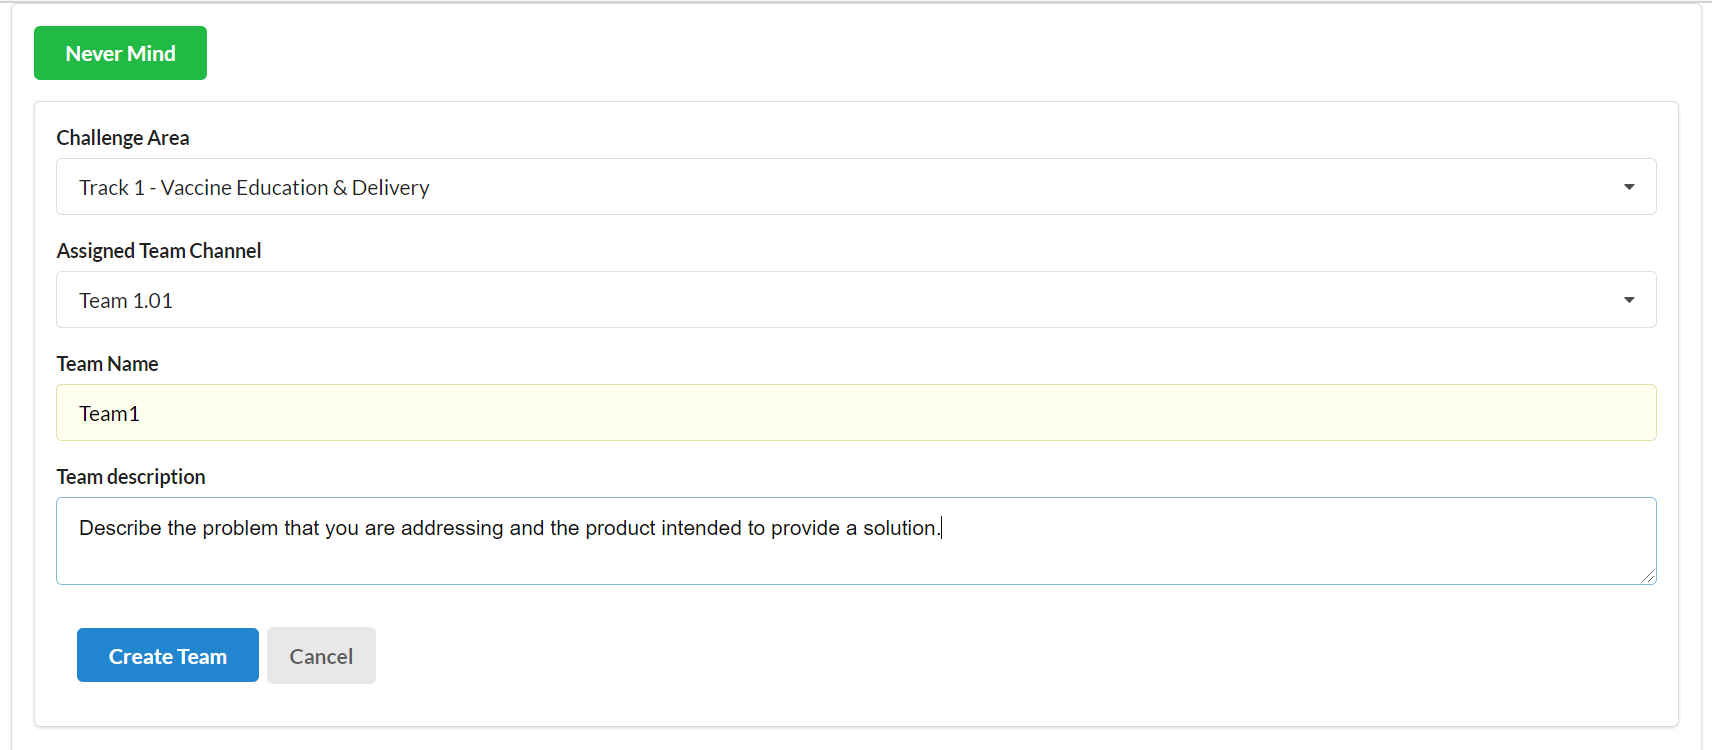 Never Mind
Challenge Area
Track 1 - Vaccine Education & Delivery
Assigned Team Channel
Team 1.01
Team Name
Team1
Team description
Describe the problem that you are addressing and the product intended to provide a solution.
Create Team
Cancel